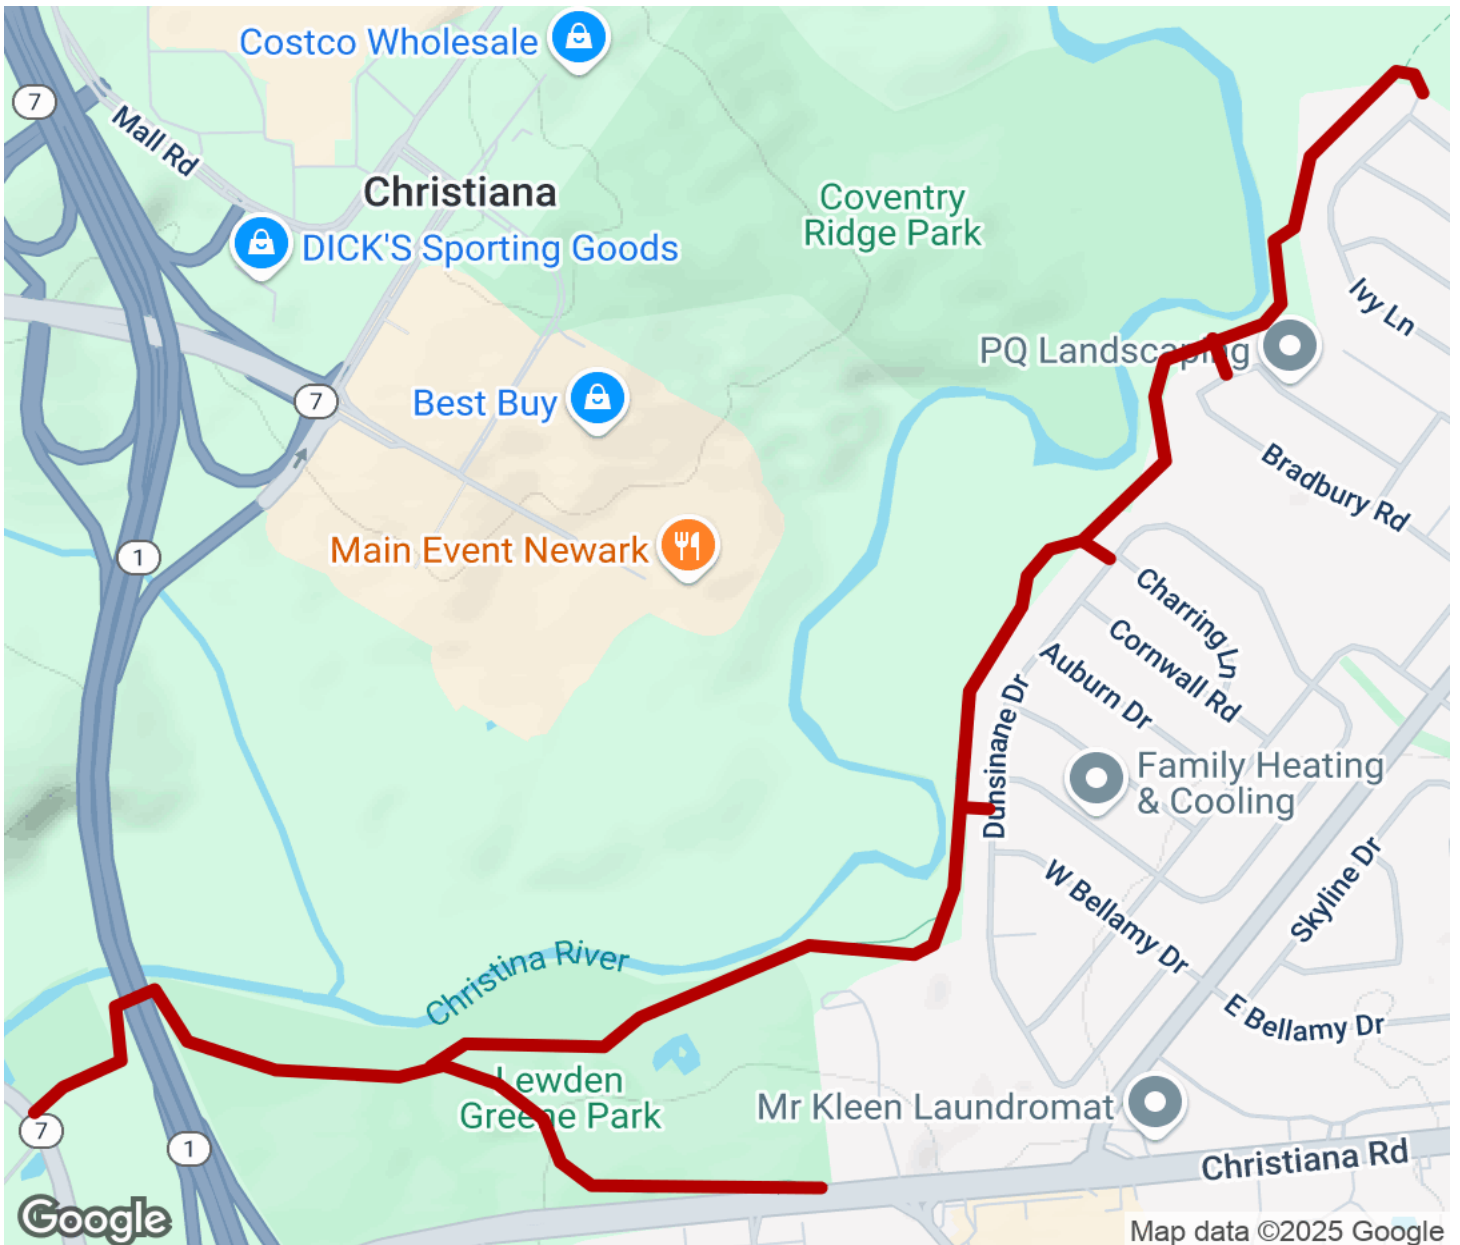 Costco Wholesale
7
Mall Rd
Christiana
Coventry
Ridge Park
DICK'S Sporting Goods
Ivy Ln
PQ Landscaping
7
Best Buy
Bradbury Rd
Main Event Newark
1
Charring Ln
Cornwall Rd
Auburn Dr
Dunsinane Dr
Family Heating
& Cooling
Skyline Dr
W Bellamy Dr
Christina River
E Bellamy Dr
Lewden
Greene Park
Mr Kleen Laundromat
7
1
Christiana Rd
Google
Map data ©2025 Google